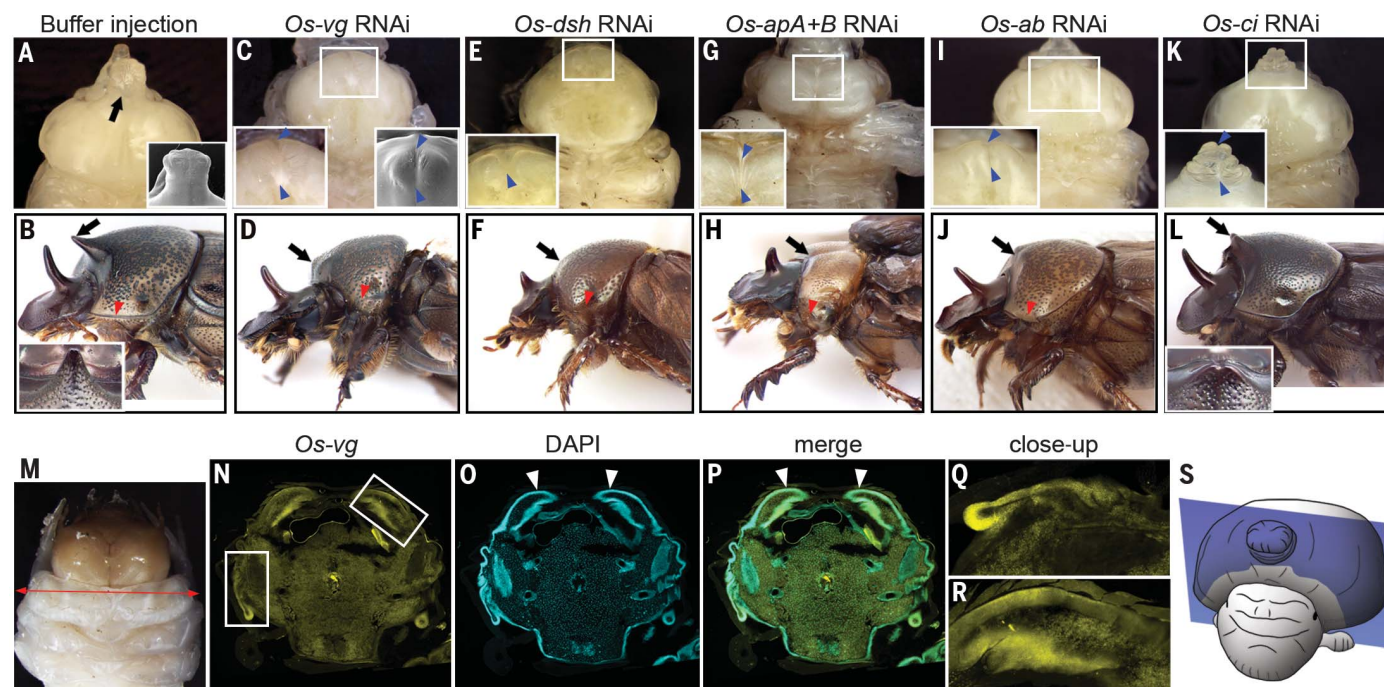 Buffer injection Os-vg RNAi Os-dsh RNAi Os-apA+B RNAi Os-ab RNAi Os-ci RNAi
A C E G I K
B D F H J L
Os-vg DAPI merge close-up
M N O P Q S
R